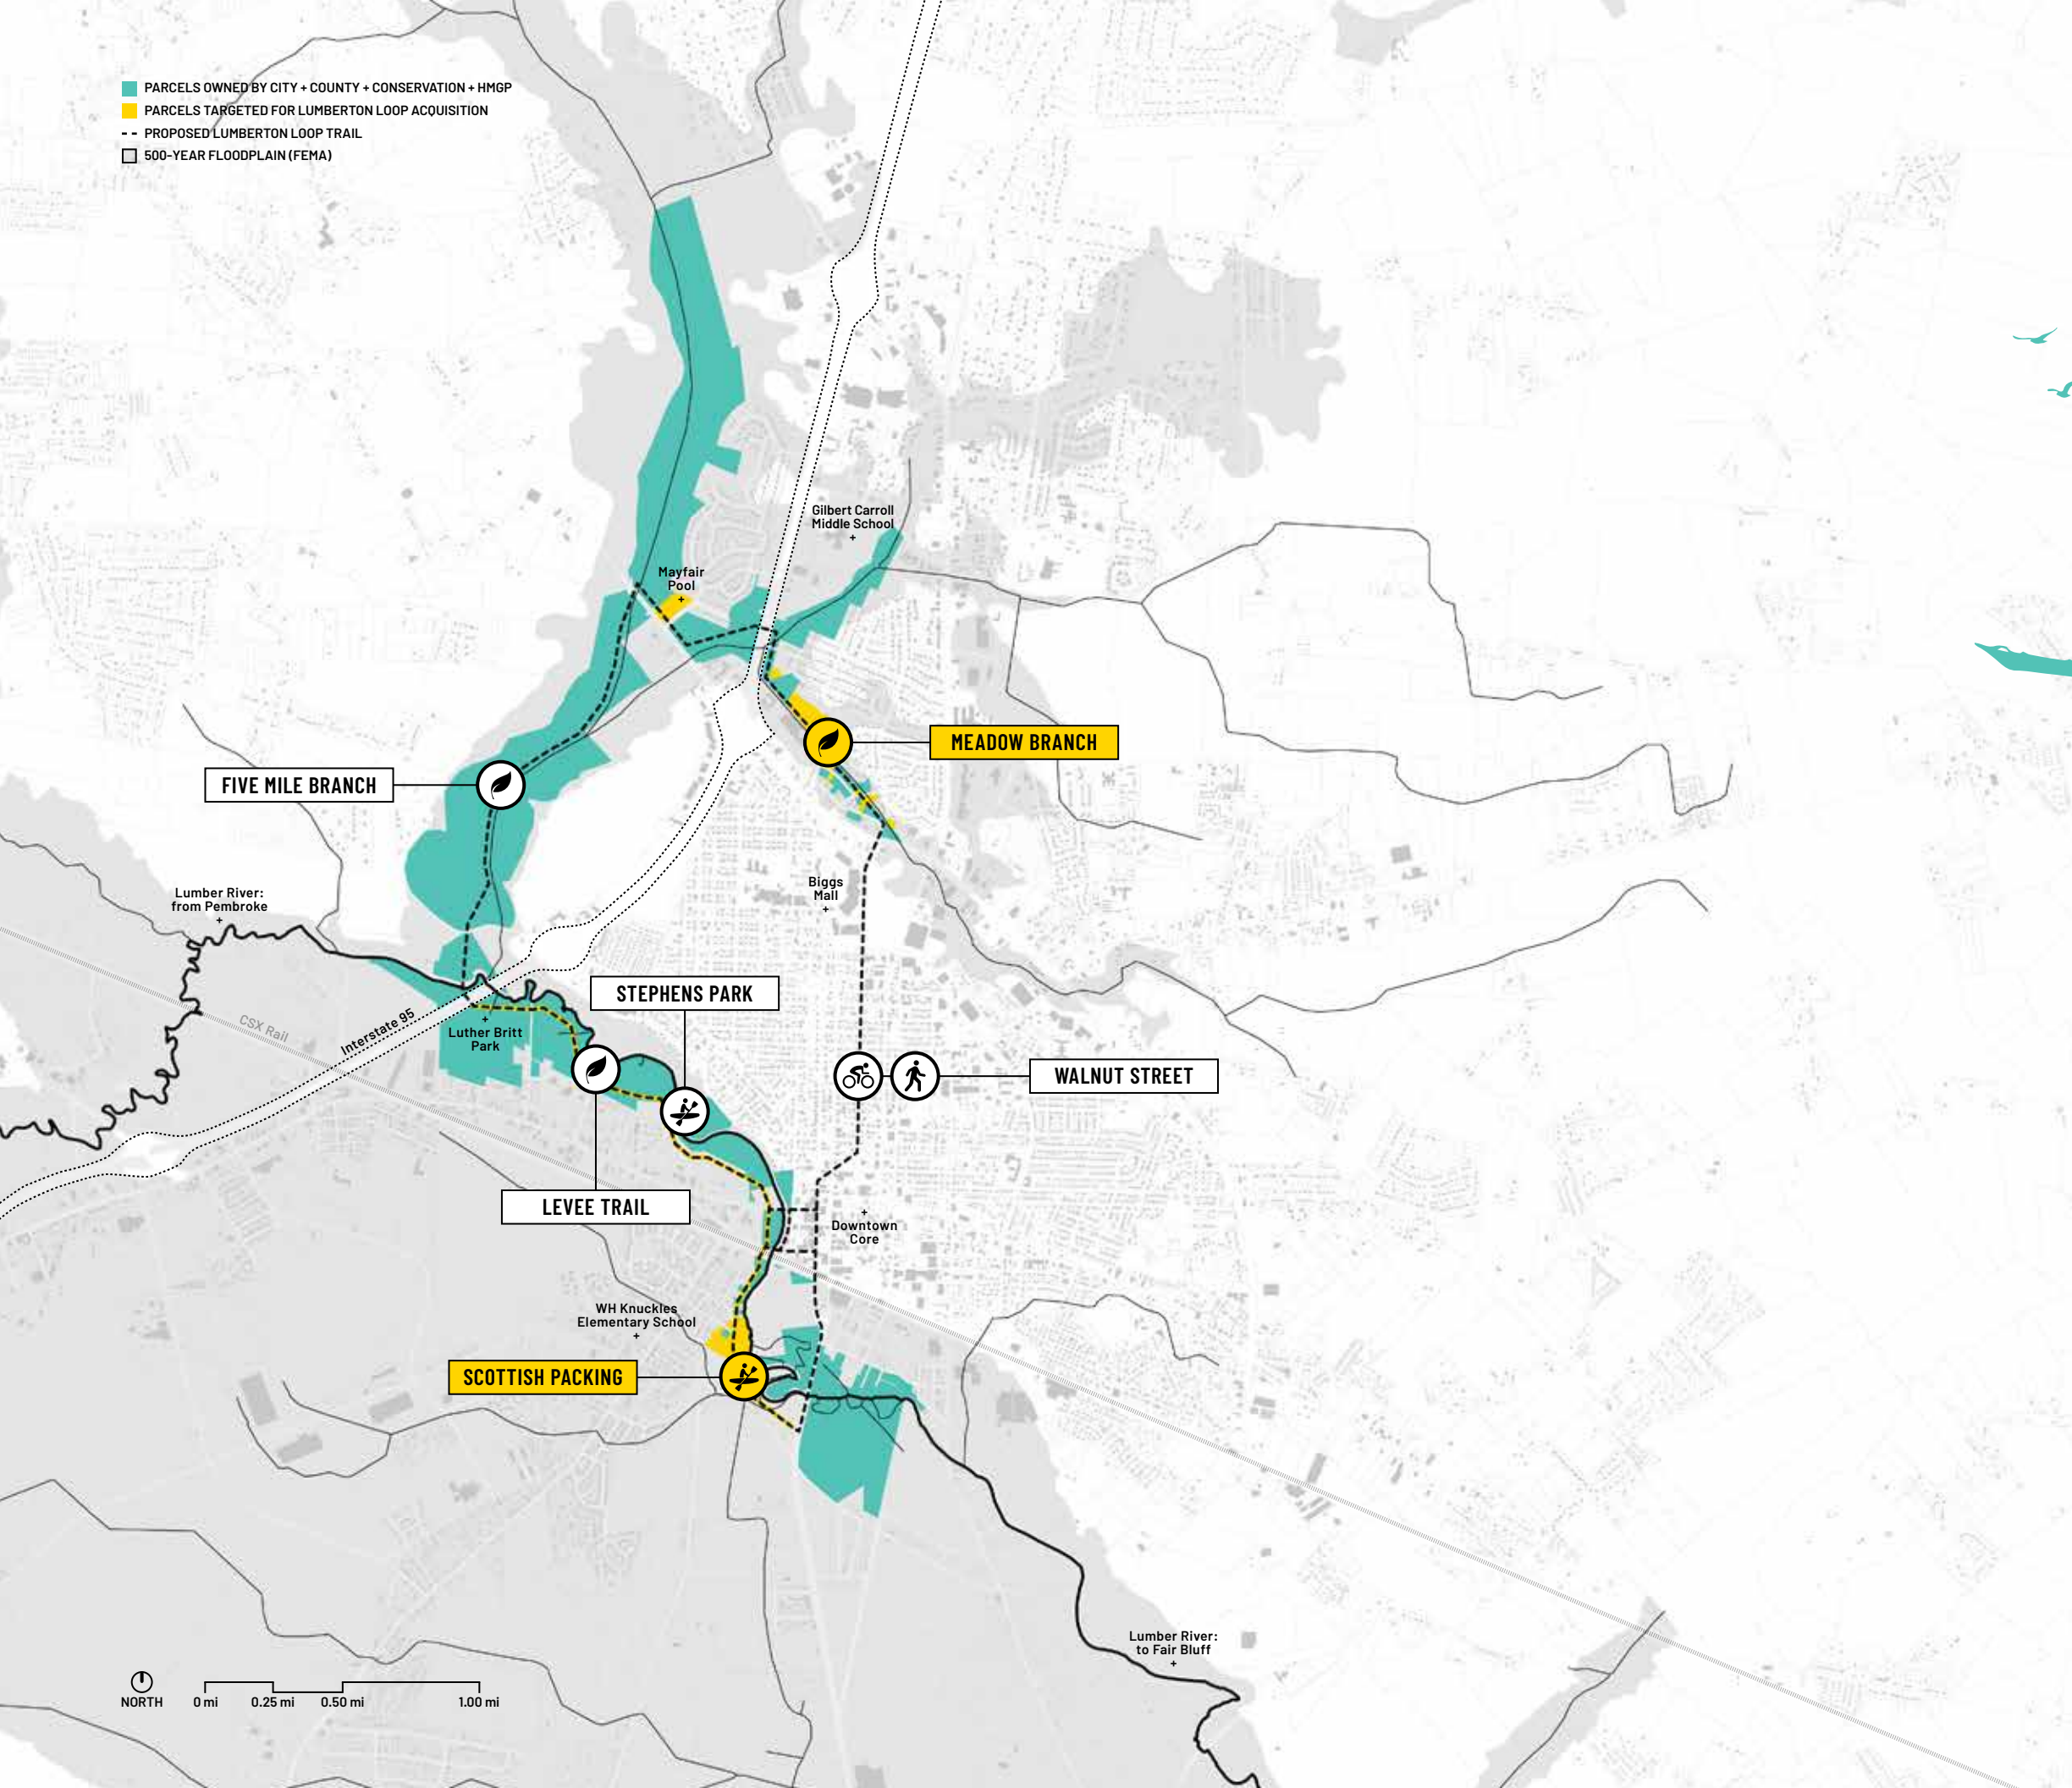 PARCELS OWNED BY CITY + COUNTY + CONSERVATION + HMGP
PARCELS TARGETED FOR LUMBERTON LOOP ACQUISITION
PROPOSED LUMBERTON LOOP TRAIL
500-YEAR FLOODPLAIN (FEMA)
Gilbert Carroll
Middle School
+
Mayfair
Pool
+
MEADOW BRANCH
FIVE MILE BRANCH
Biggs
Mall
+
Lumber River:
from Pembroke
+
STEPHENS PARK
CSX Rail
Interstate 95
+
Luther Britt
Park
WALNUT STREET
LEVEE TRAIL
+
Downtown
Core
WH Knuckles
Elementary School
+
SCOTTISH PACKING
Lumber River:
to Fair Bluff
+
NORTH
0 mi 0.25 mi 0.50 mi 1.00 mi